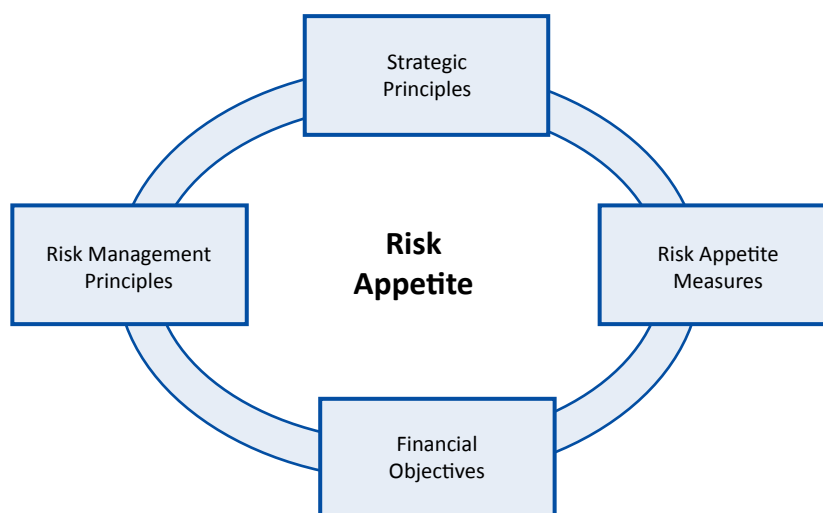 Strategic
Principles
Risk Management
Principles
Risk
Appetite
Risk Appetite
Measures
Financial
Objectives